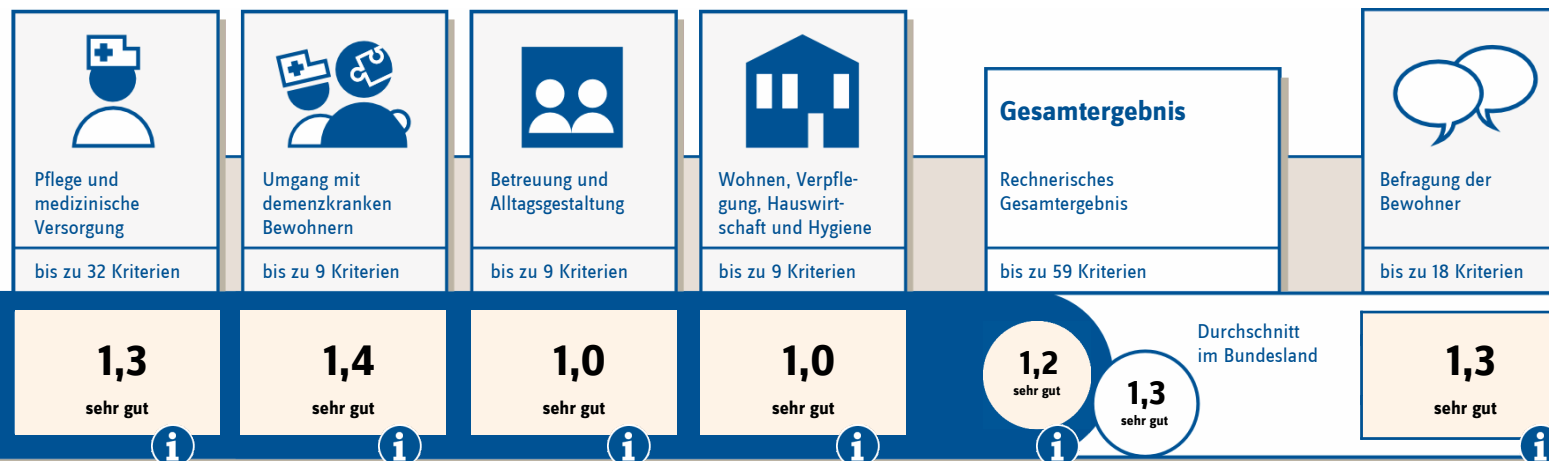 Pflege und
medizinische
Versorgung
bis zu 32 Kriterien
1,3
sehr gut
i
Umgang mit
demenzkranken
Bewohnern
bis zu 9 Kriterien
1,4
sehr gut
i
Betreuung und
Alltagsgestaltung
bis zu 9 Kriterien
1,0
sehr gut
i
Wohnen, Verpfle-
gung, Hauswirt-
schaft und Hygiene
bis zu 9 Kriterien
1,0
sehr gut
i
Gesamtergebnis
Rechnerisches
Gesamtergebnis
bis zu 59 Kriterien
1,2
sehr gut
i
Durchschnitt
im Bundesland
1,3
sehr gut
Befragung der
Bewohner
bis zu 18 Kriterien
1,3
sehr gut
i